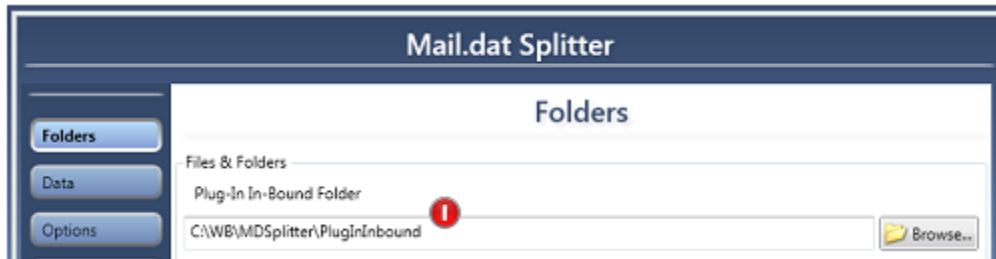 Mail.dat Splitter
Folders
Folders
Data
Options
Files & Folders
Plug-In In-Bound Folder
C:\WB\MDSplitter\PlugInInbound
Browse..